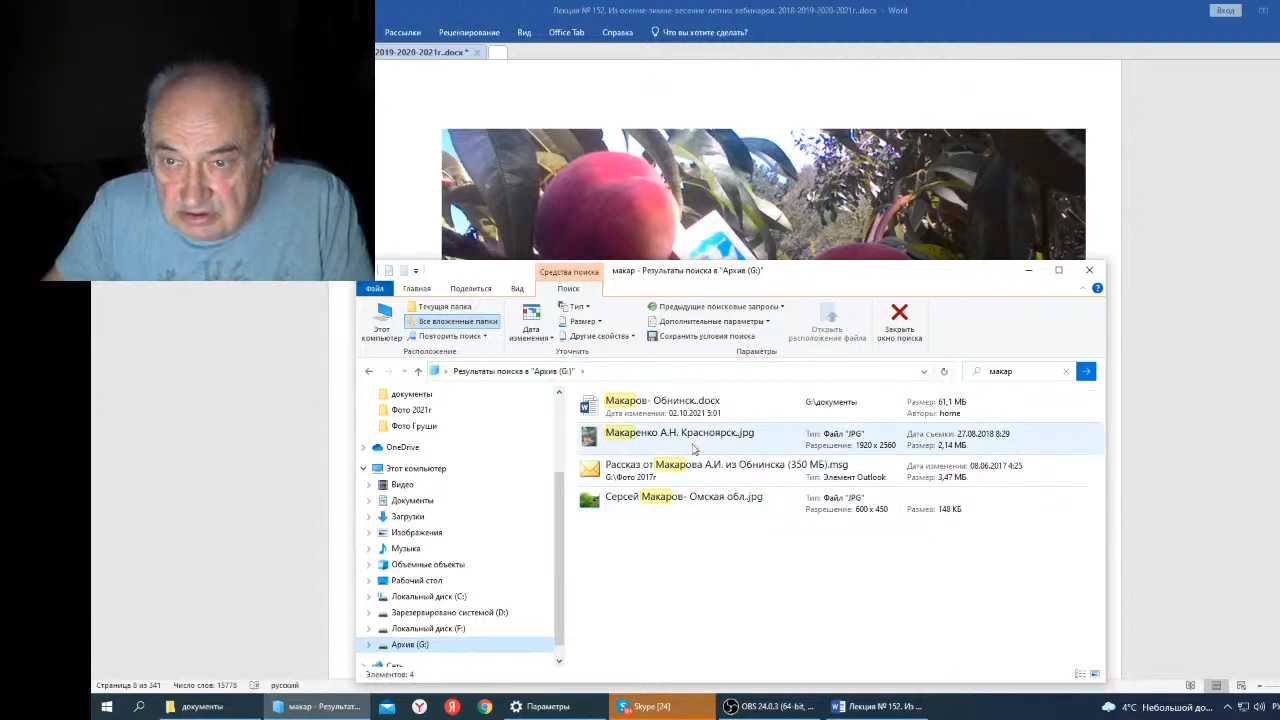 Лекция № 152. Из осенне-зимне-весенне-летних вебинаров. 2018-2019-2020-2021г..docx - Word
Вход
Рассылки
Рецензирование
Вид
Office Tab
Справка
Что вы хотите сделать?
2019-2020-2021г..docx *
Средства поиска
макар - Результаты поиска в "Архив (G:)"
Файл
Главная
Поделиться
Вид
Поиск
Этот компьютер
Текущая папка
Все вложенные папки
Повторить поиск
Расположение
Дата изменения
Тип
Размер
Другие свойства
Уточнить
Предыдущие поисковые запросы
Дополнительные параметры
Сохранить условия поиска
Открыть расположение файла
Параметры
Закрыть окно поиска
Результаты поиска в "Архив (G:)"
макар
документы
Фото 2021г
Фото Груши
OneDrive
Этот компьютер
Видео
Документы
Загрузки
Изображения
Музыка
Объемные объекты
Рабочий стол
Локальный диск (C:)
Зарезервировано системой (D:)
Локальный диск (F:)
Архив (G:)
Сеть
Макаров- Обнинск..docx
Дата изменения: 02.10.2021 5:01
G:\документы
Размер: 61,1 МБ
Авторы: home
Макаренко А.Н. Красноярск..jpg
Тип: Файл "JPG"
Разрешение: 1920 x 2560
Дата съемки: 27.08.2018 8:29
Размер: 2,14 МБ
Рассказ от Макарова А.И. из Обнинска (350 МБ).msg
G:\Фото 2017г
Тип: Элемент Outlook
Дата изменения: 08.06.2017 4:25
Размер: 3,47 МБ
Серсей Макаров- Омская обл..jpg
Тип: Файл "JPG"
Разрешение: 600 x 450
Размер: 148 КБ
Элементов: 4
Страница 8 из 341
Число слов: 15778
русский
документы
макар - Результат...
Параметры
Skype [24]
OBS 24.0.3 (64-bit, ...
Лекция № 152. Из ...
4°C Небольшой до...